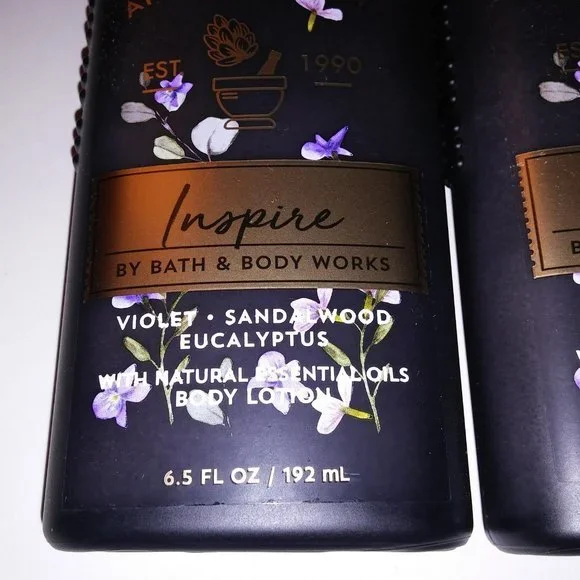 EST 1990
Inspire
BY BATH & BODY WORKS
VIOLET • SANDALWOOD
EUCALYPTUS
WITH NATURAL ESSENTIAL OILS
BODY LOTION
6.5 FL OZ / 192 mL